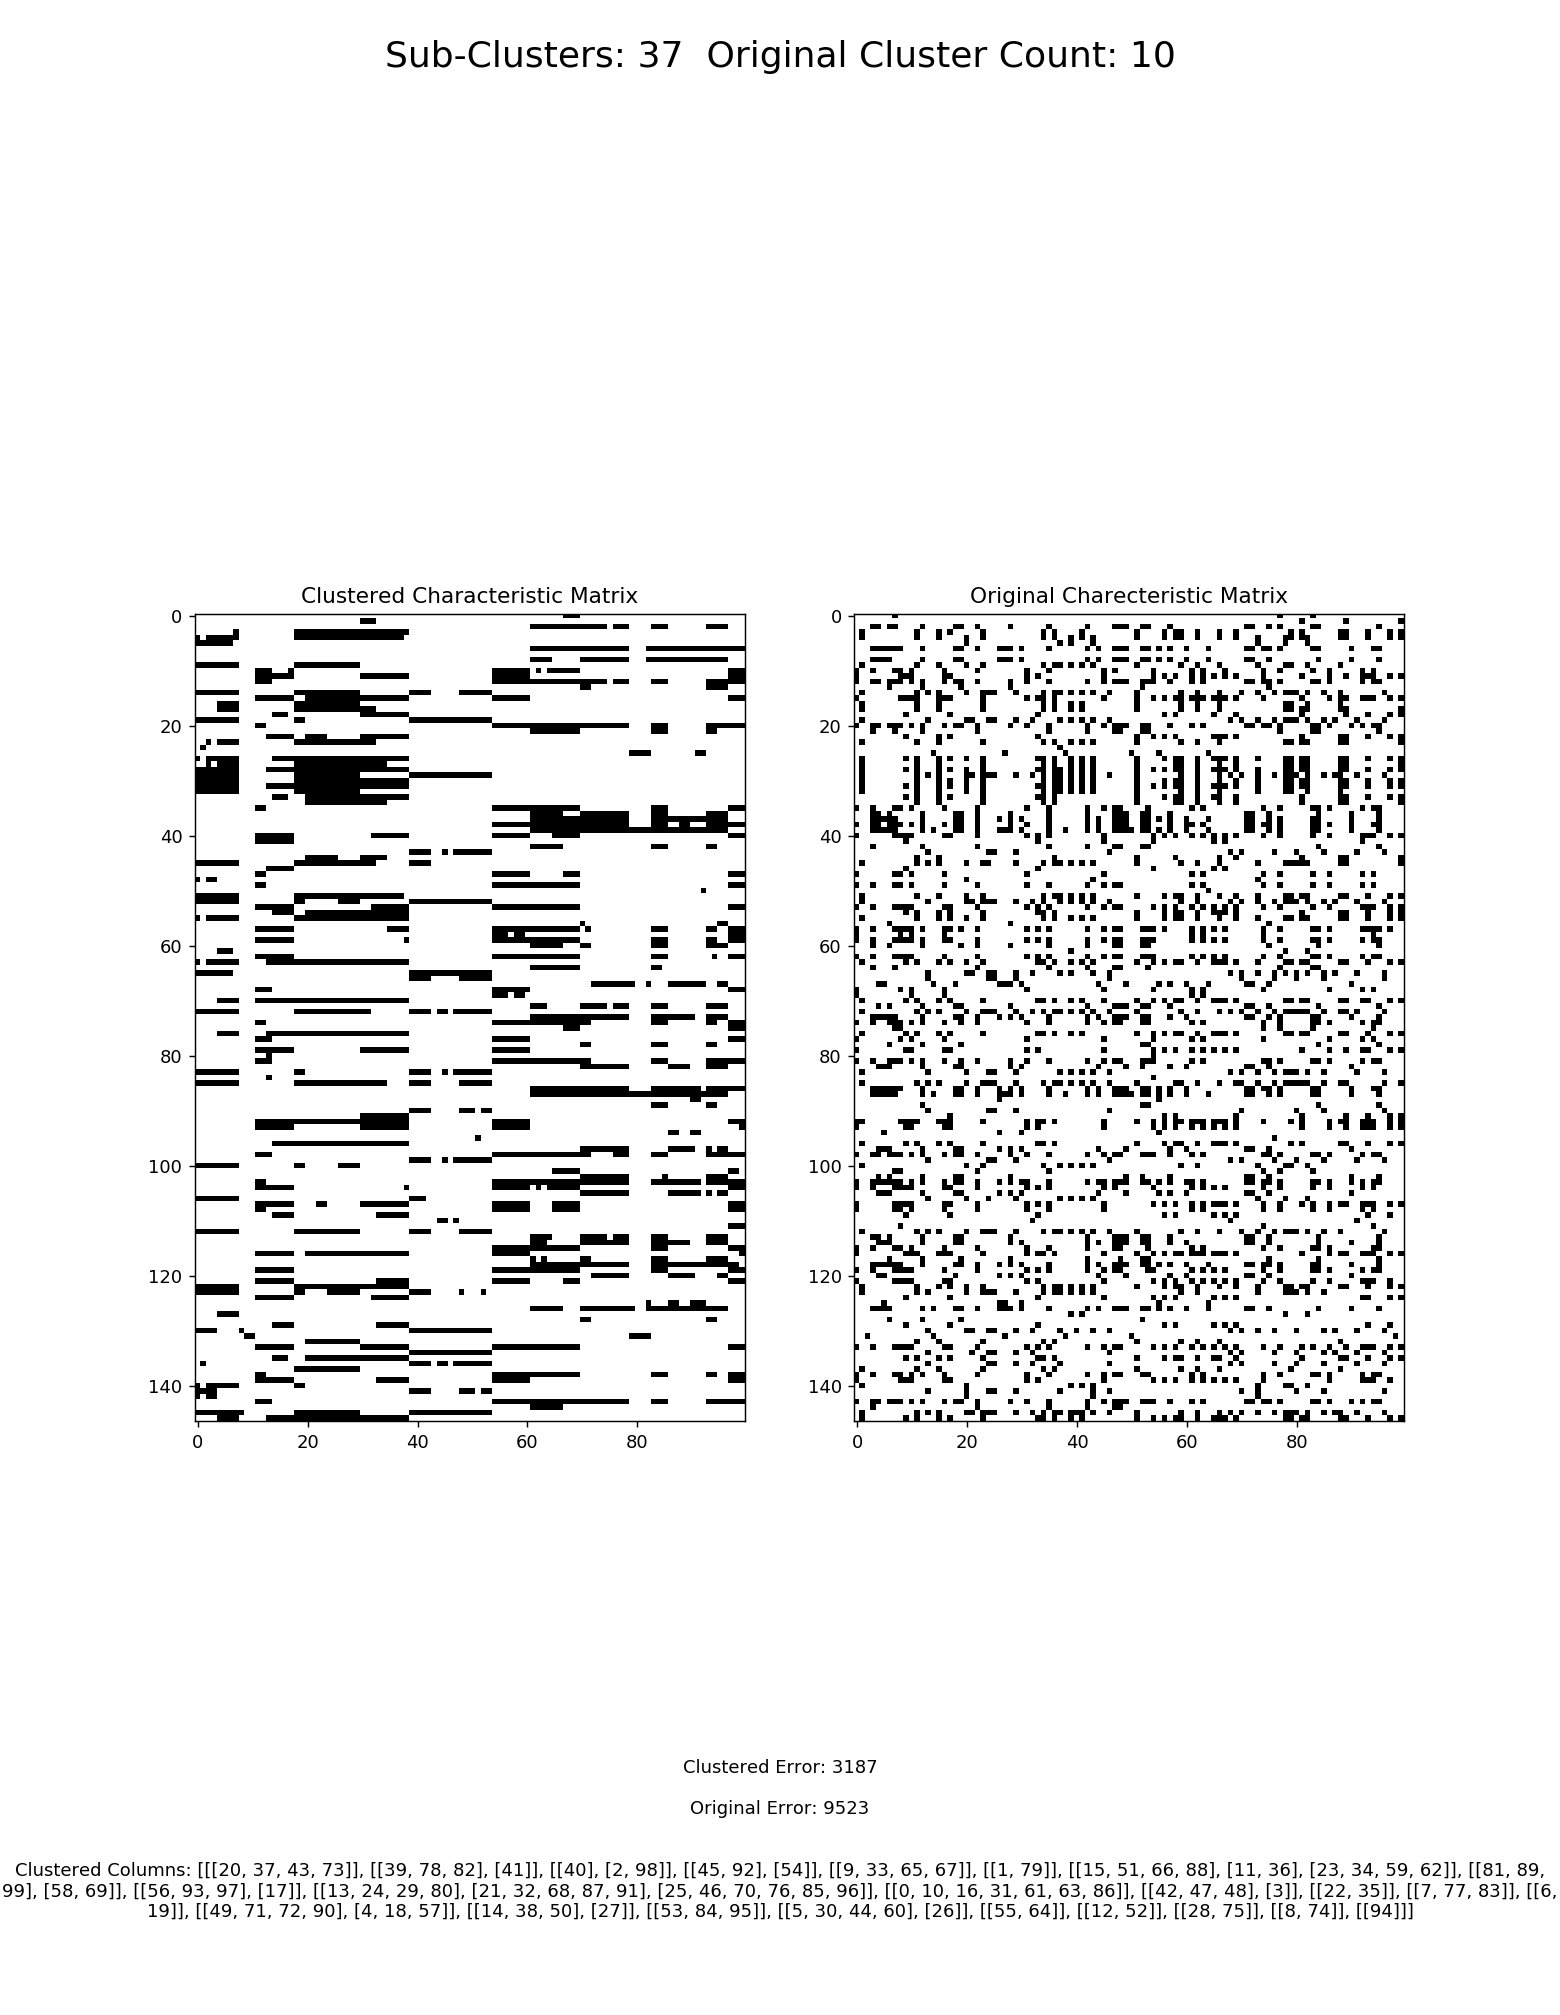 Sub-Clusters: 37  Original Cluster Count: 10
Clustered Characteristic Matrix
0
20
40
60
80
100
120
140
0 20 40 60 80
Original Charecteristic Matrix
0
20
40
60
80
100
120
140
0 20 40 60 80
Clustered Error: 3187
Original Error: 9523
Clustered Columns: [[[20, 37, 43, 73]], [[39, 78, 82], [41]], [[40], [2, 98]], [[45, 92], [54]], [[9, 33, 65, 67]], [[1, 79]], [[15, 51, 66, 88], [11, 36], [23, 34, 59, 62]], [[81, 89,
99], [58, 69]], [[56, 93, 97], [17]], [[13, 24, 29, 80], [21, 32, 68, 87, 91], [25, 46, 70, 76, 85, 96]], [[0, 10, 16, 31, 61, 63, 86]], [[42, 47, 48], [3]], [[22, 35]], [[7, 77, 83]], [[6,
19]], [[49, 71, 72, 90], [4, 18, 57]], [[14, 38, 50], [27]], [[53, 84, 95]], [[5, 30, 44, 60], [26]], [[55, 64]], [[12, 52]], [[28, 75]], [[8, 74]], [[94]]]